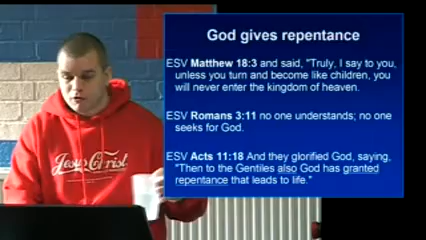 God gives repentance
ESV Matthew 18:3 and said, "Truly, I say to you,
unless you turn and become like children, you
will never enter the kingdom of heaven.
ESV Romans 3:11 no one understands; no one
seeks for God.
ESV Acts 11:18 And they glorified God, saying,
"Then to the Gentiles also God has granted
repentance that leads to life."
Jesus Christ